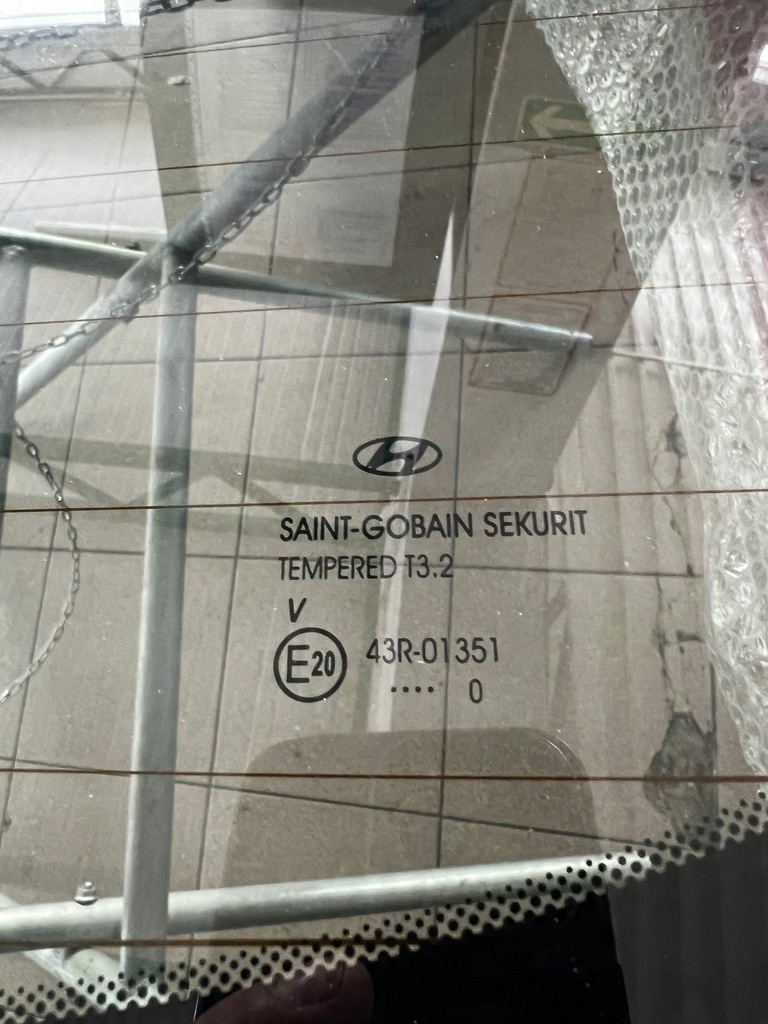 SAINT-GOBAIN SEKURIT
TEMPERED T3.2
V
E20 43R-01351
.... 0